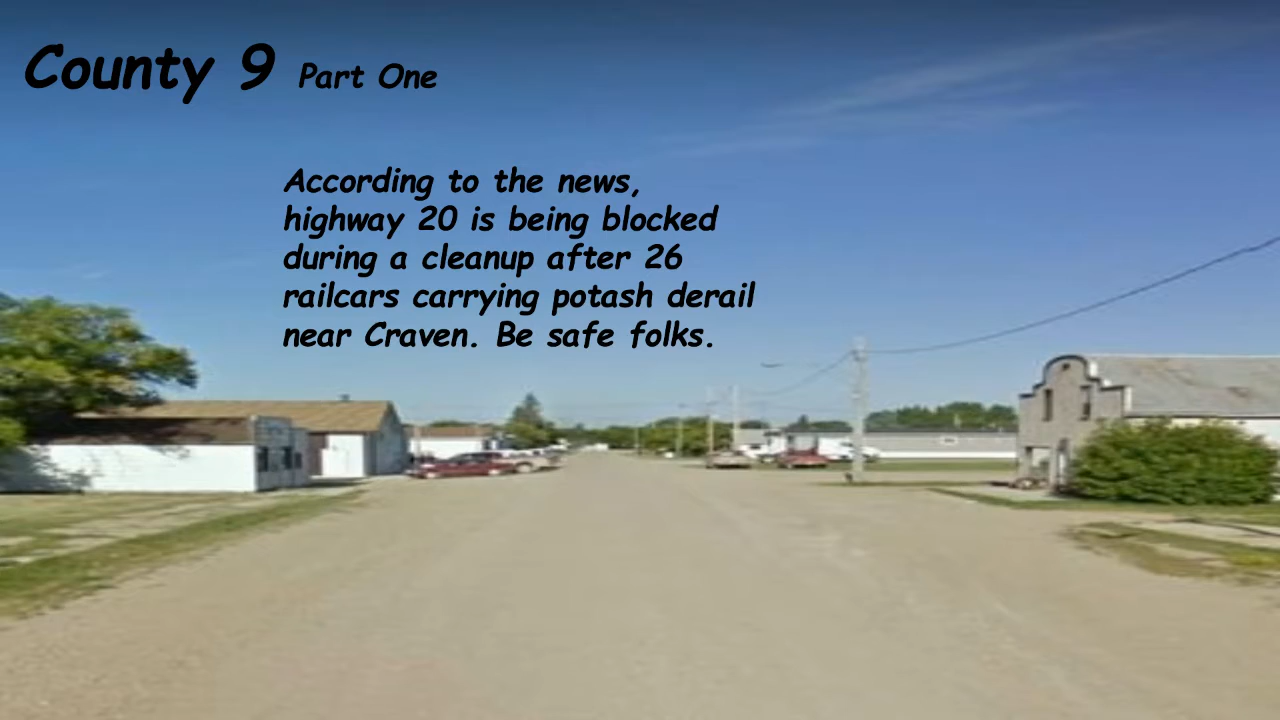 County 9 Part One
According to the news,
highway 20 is being blocked
during a cleanup after 26
railcars carrying potash derail
near Craven. Be safe folks.